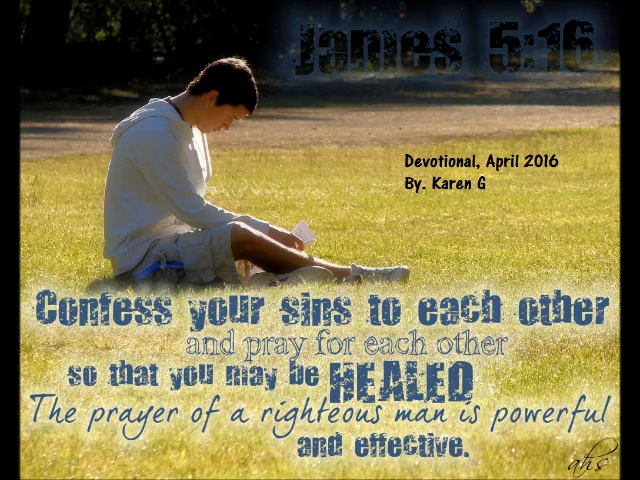 James 5:16
Devotional, April 2016
By. Karen G
Confess your sins to each other
and pray for each other
so that you may be HEALED
The prayer of a righteous man is powerful
and effective.
ahs